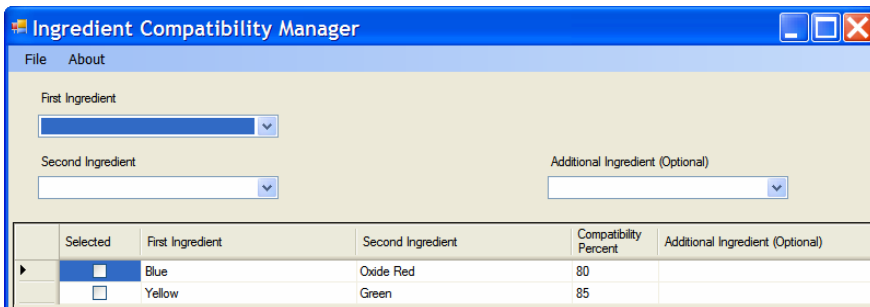 Ingredient Compatibility Manager
File About
First Ingredient
Second Ingredient Additional Ingredient (Optional)
Selected First Ingredient Second Ingredient Compatibility Percent Additional Ingredient (Optional)
Blue Oxide Red 80
Yellow Green 85